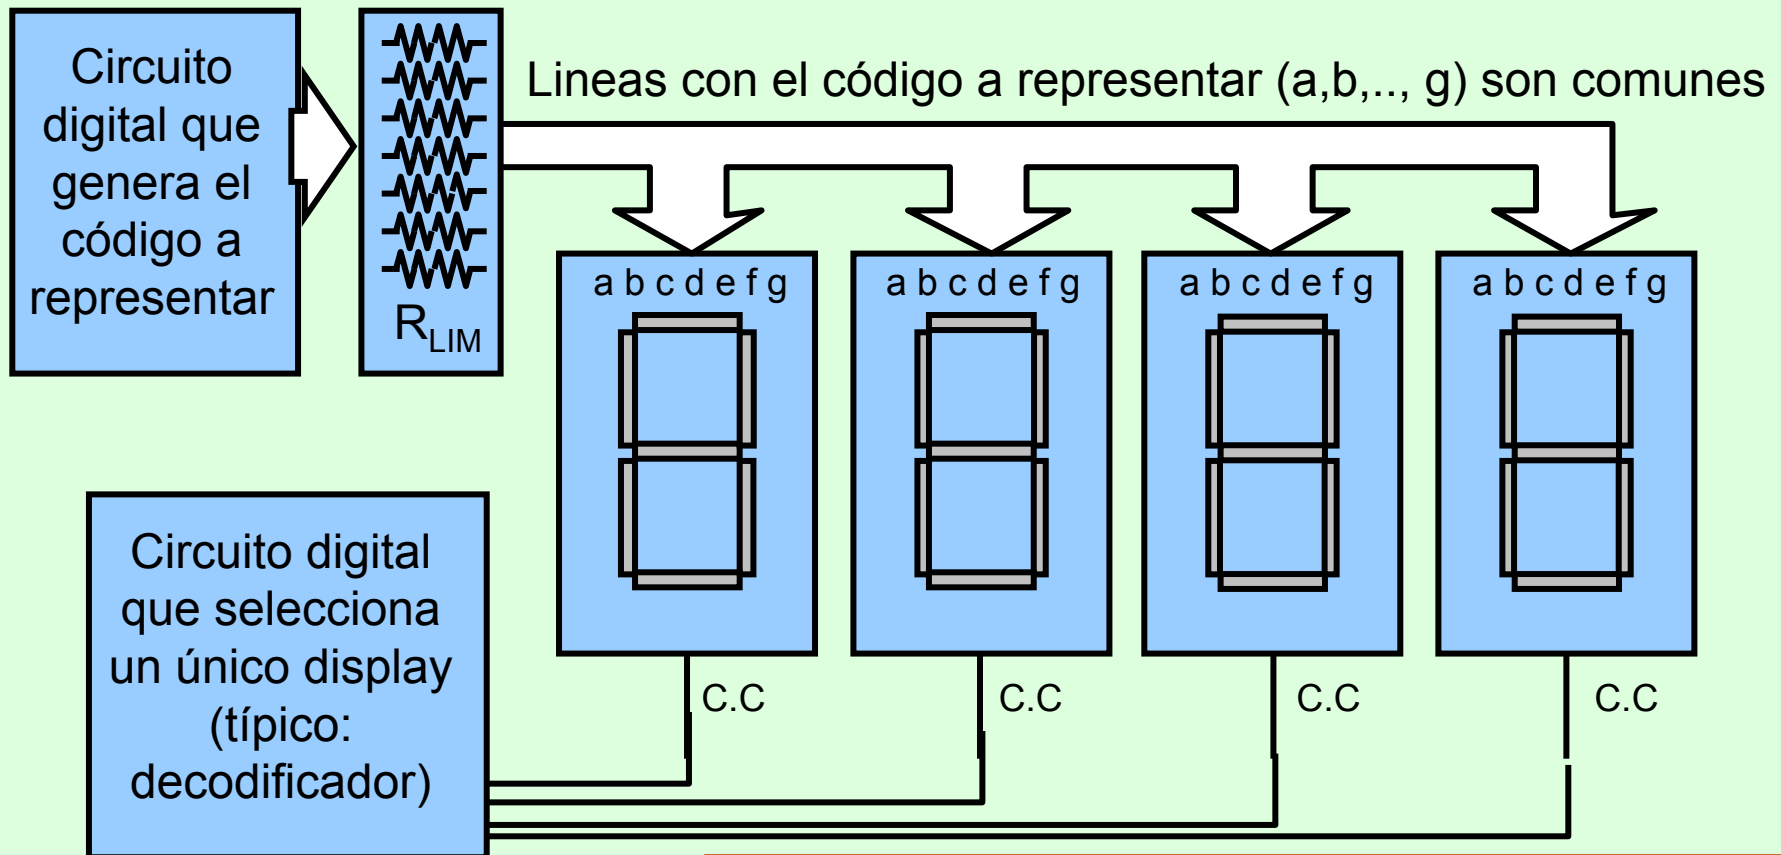 Circuito
digital que
genera el
código a
representar
R_LIM
Lineas con el código a representar (a,b,.., g) son comunes
a b c d e f g
a b c d e f g
a b c d e f g
a b c d e f g
C.C
C.C
C.C
C.C
Circuito digital
que selecciona
un único display
(típico:
decodificador)